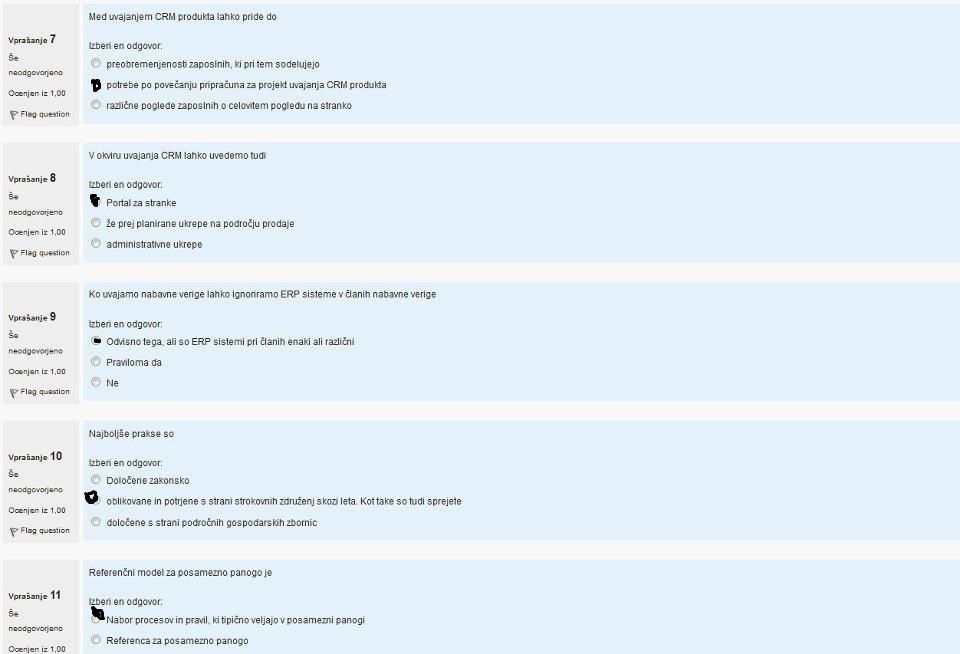 Vprašanje 7
Še
neodgovorjeno
Ocenjen iz 1,00
Flag question
Med uvajanjem CRM produkta lahko pride do
Izberi en odgovor:
preobremenjenosti zaposlnih, ki pri tem sodelujejo
potrebe po povečanju pripračuna za projekt uvajanja CRM produkta
različne poglede zaposlnih o celovitem pogledu na stranko
Vprašanje 8
Še
neodgovorjeno
Ocenjen iz 1,00
Flag question
V okviru uvajanja CRM lahko uvedemo tudi
Izberi en odgovor:
Portal za stranke
že prej planirane ukrepe na področju prodaje
administrativne ukrepe
Vprašanje 9
Še
neodgovorjeno
Ocenjen iz 1,00
Flag question
Ko uvajamo nabavne verige lahko ignoriramo ERP sisteme v članih nabavne verige
Izberi en odgovor:
Odvisno tega, ali so ERP sistemi pri članih enaki ali različni
Praviloma da
Ne
Vprašanje 10
Še
neodgovorjeno
Ocenjen iz 1,00
Flag question
Najboljše prakse so
Izberi en odgovor:
Določene zakonsko
oblikovane in potrjene s strani strokovnih združenj skozi leta. Kot take so tudi sprejete
določene s strani področnih gospodarskih zbornic
Vprašanje 11
Še
neodgovorjeno
Ocenjen iz 1,00
Referenčni model za posamezno panogo je
Izberi en odgovor:
Nabor procesov in pravil, ki tipično veljajo v posamezni panogi
Referenca za posamezno panogo